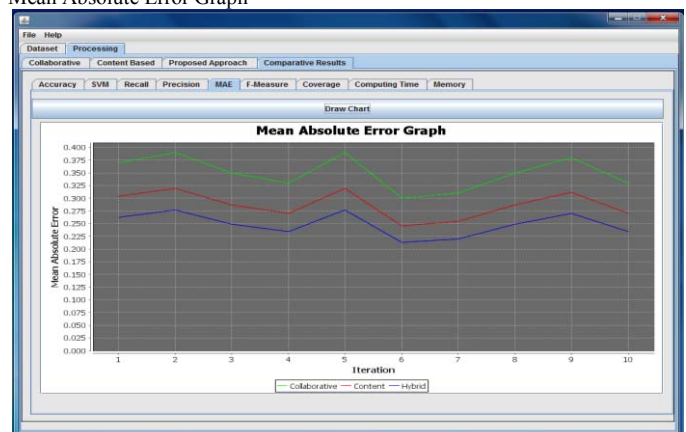 Mean Absolute Error Graph
File Help
Dataset Processing
Collaborative Content Based Proposed Approach Comparative Results
Accuracy SVM Recall Precision MAE F-Measure Coverage Computing Time Memory
Draw Chart
Mean Absolute Error Graph
0.400
0.375
0.350
0.325
0.300
0.275
0.250
0.225
0.200
0.175
0.150
0.125
0.100
0.075
0.050
0.025
0.000
Mean Absolute Error
1 2 3 4 5 6 7 8 9 10
Iteration
Collaborative Content Hybrid